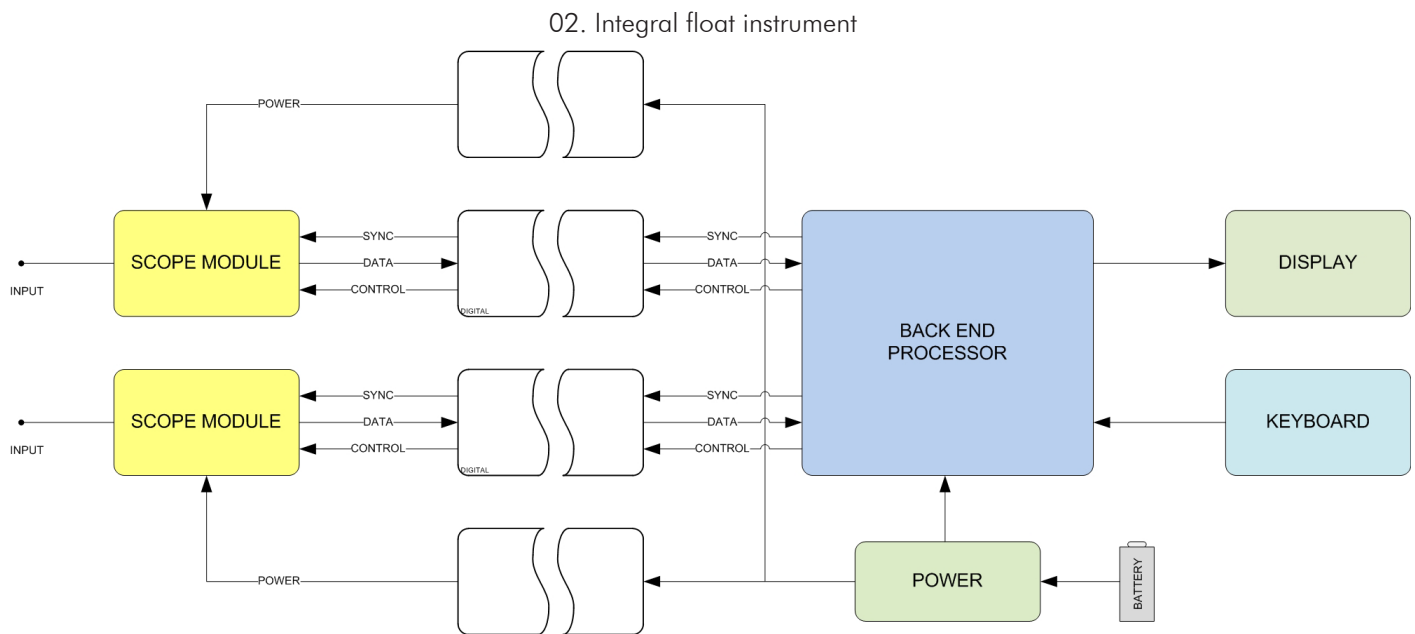 02. Integral float instrument
POWER
SCOPE MODULE
SYNC
DATA
CONTROL
DIGITAL
SYNC
DATA
CONTROL
INPUT
BACK END
PROCESSOR
DISPLAY
SCOPE MODULE
SYNC
DATA
CONTROL
DIGITAL
SYNC
DATA
CONTROL
INPUT
KEYBOARD
POWER
POWER
BATTERY